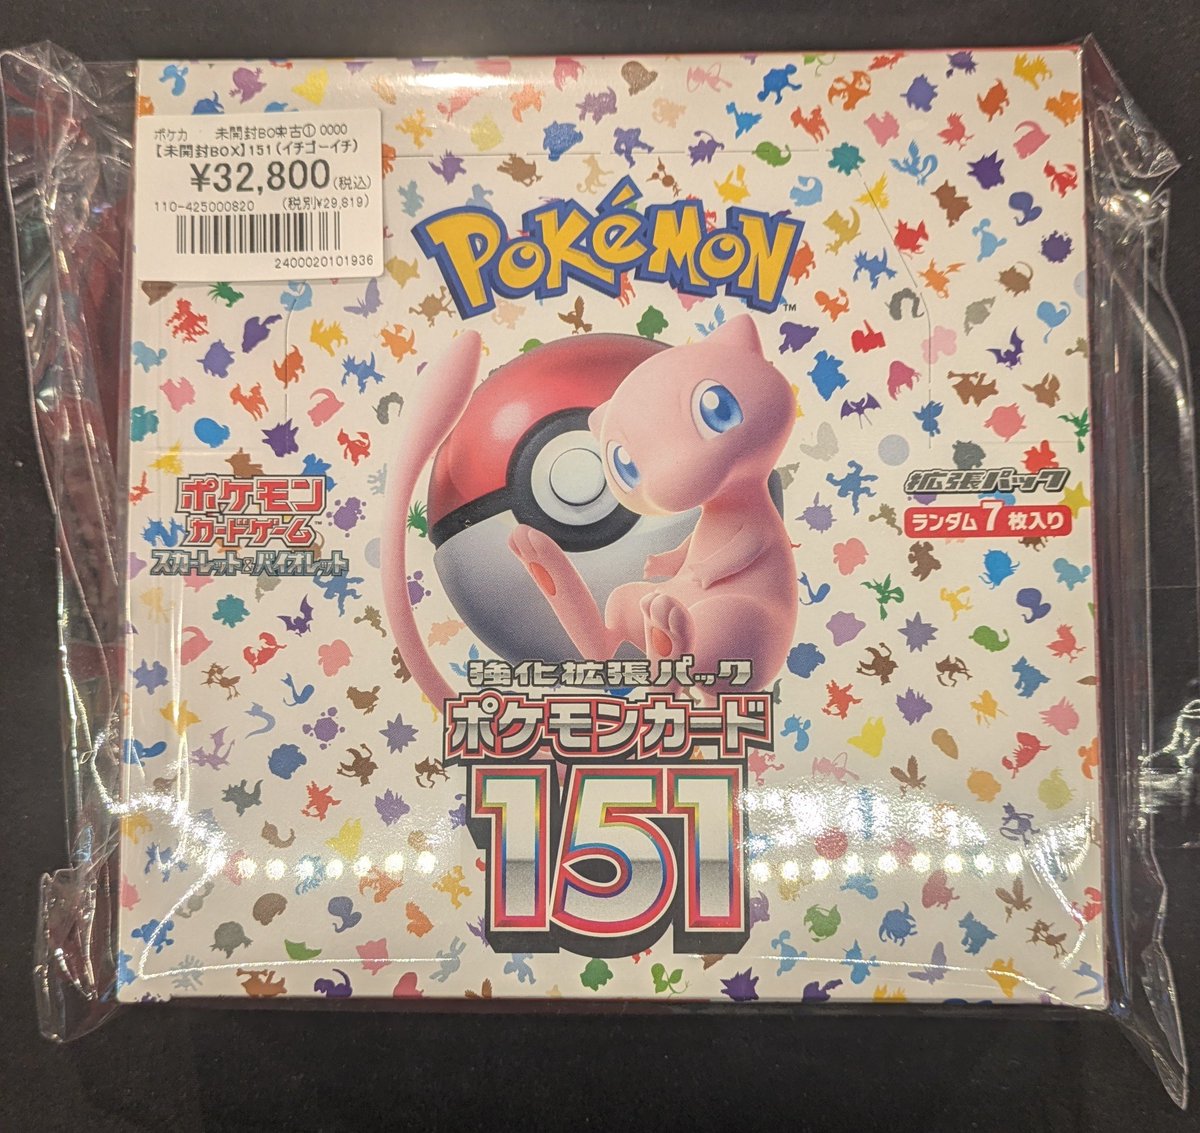 ポケカ 未開封BO中古① 0000
【未開封BOX】151(イチゴーイチ)
¥32,800(税込)
110-425000820 (税別¥29,819)
2400020101936
POKéMON
TM
ポケモン
カードゲーム
スカーレット&バイオレット
拡張パック
ランダム7枚入り
強化拡張パック
ポケモンカード
151